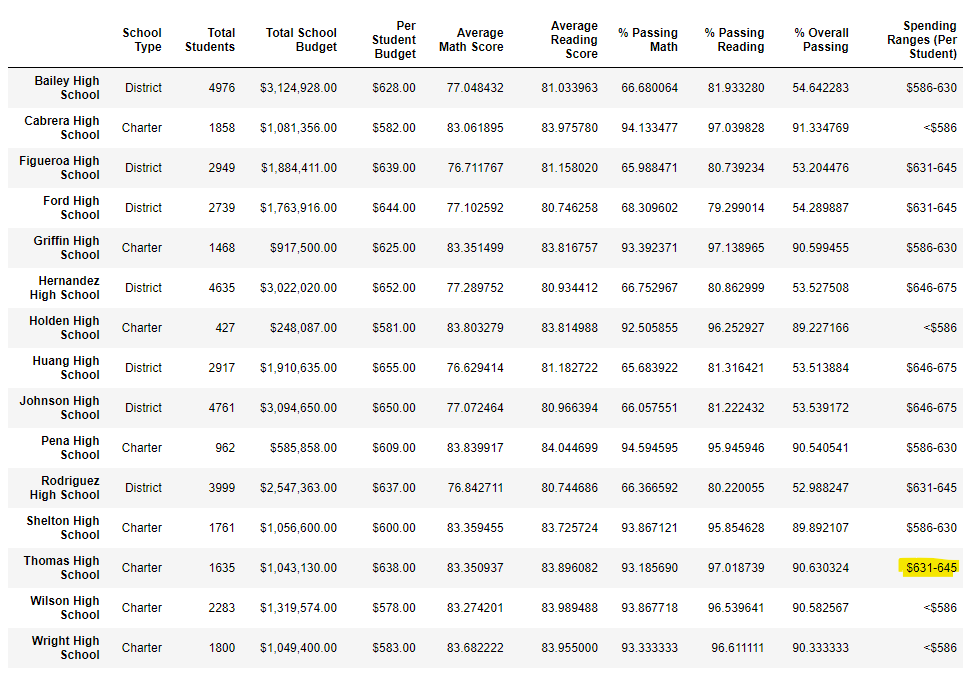 School Type Total Students Total School Budget Per Student Budget Average Math Score Average Reading Score % Passing Math % Passing Reading % Overall Passing Spending Ranges (Per Student)
Bailey High School District 4976 $3,124,928.00 $628.00 77.048432 81.033963 66.680064 81.933280 54.642283 $586-630
Cabrera High School Charter 1858 $1,081,356.00 $582.00 83.061895 83.975780 94.133477 97.039828 91.334769 <$586
Figueroa High School District 2949 $1,884,411.00 $639.00 76.711767 81.158020 65.988471 80.739234 53.204476 $631-645
Ford High School District 2739 $1,763,916.00 $644.00 77.102592 80.746258 68.309602 79.299014 54.289887 $631-645
Griffin High School Charter 1468 $917,500.00 $625.00 83.351499 83.816757 93.392371 97.138965 90.599455 $586-630
Hernandez High School District 4635 $3,022,020.00 $652.00 77.289752 80.934412 66.752967 80.862999 53.527508 $646-675
Holden High School Charter 427 $248,087.00 $581.00 83.803279 83.814988 92.505855 96.252927 89.227166 <$586
Huang High School District 2917 $1,910,635.00 $655.00 76.629414 81.182722 65.683922 81.316421 53.513884 $646-675
Johnson High School District 4761 $3,094,650.00 $650.00 77.072464 80.966394 66.057551 81.222432 53.539172 $646-675
Pena High School Charter 962 $585,858.00 $609.00 83.839917 84.044699 94.594595 95.945946 90.540541 $586-630
Rodriguez High School District 3999 $2,547,363.00 $637.00 76.842711 80.744686 66.366592 80.220055 52.988247 $631-645
Shelton High School Charter 1761 $1,056,600.00 $600.00 83.359455 83.725724 93.867121 95.854628 89.892107 $586-630
Thomas High School Charter 1635 $1,043,130.00 $638.00 83.350937 83.896082 93.185690 97.018739 90.630324 $631-645
Wilson High School Charter 2283 $1,319,574.00 $578.00 83.274201 83.989488 93.867718 96.539641 90.582567 <$586
Wright High School Charter 1800 $1,049,400.00 $583.00 83.682222 83.955000 93.333333 96.611111 90.333333 <$586